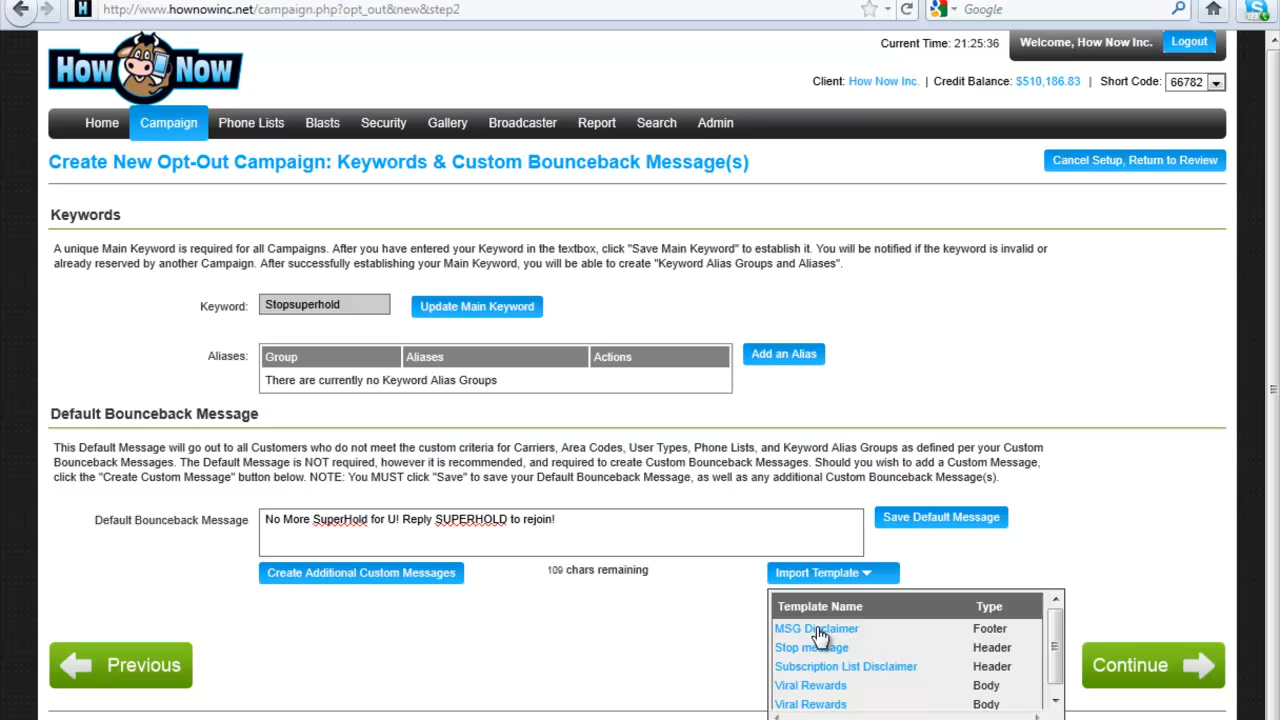 http://www.hownowinc.net/campaign.php?opt_out&new&step2
Google
H
How Now
Current Time: 21:25:36
Welcome, How Now Inc.
Logout
Client: How Now Inc. | Credit Balance: $510,186.83 | Short Code: 66782
Home Campaign Phone Lists Blasts Security Gallery Broadcaster Report Search Admin
Create New Opt-Out Campaign: Keywords & Custom Bounceback Message(s)
Cancel Setup, Return to Review
Keywords
A unique Main Keyword is required for all Campaigns. After you have entered your Keyword in the textbox, click "Save Main Keyword" to establish it. You will be notified if the keyword is invalid or
already reserved by another Campaign. After successfully establishing your Main Keyword, you will be able to create "Keyword Alias Groups and Aliases".
Keyword: Stopsuperhold Update Main Keyword
Aliases: Group Aliases Actions Add an Alias
There are currently no Keyword Alias Groups
Default Bounceback Message
This Default Message will go out to all Customers who do not meet the custom criteria for Carriers, Area Codes, User Types, Phone Lists, and Keyword Alias Groups as defined per your Custom
Bounceback Messages. The Default Message is NOT required, however it is recommended, and required to create Custom Bounceback Messages. Should you wish to add a Custom Message,
click the "Create Custom Message" button below. NOTE: You MUST click "Save" to save your Default Bounceback Message, as well as any additional Custom Bounceback Message(s).
Default Bounceback Message No More SuperHold for U! Reply SUPERHOLD to rejoin! Save Default Message
Create Additional Custom Messages 109 chars remaining Import Template
Template Name Type
MSG Disclaimer Footer
Stop message Header
Subscription List Disclaimer Header
Viral Rewards Body
Viral Rewards Body
Previous
Continue